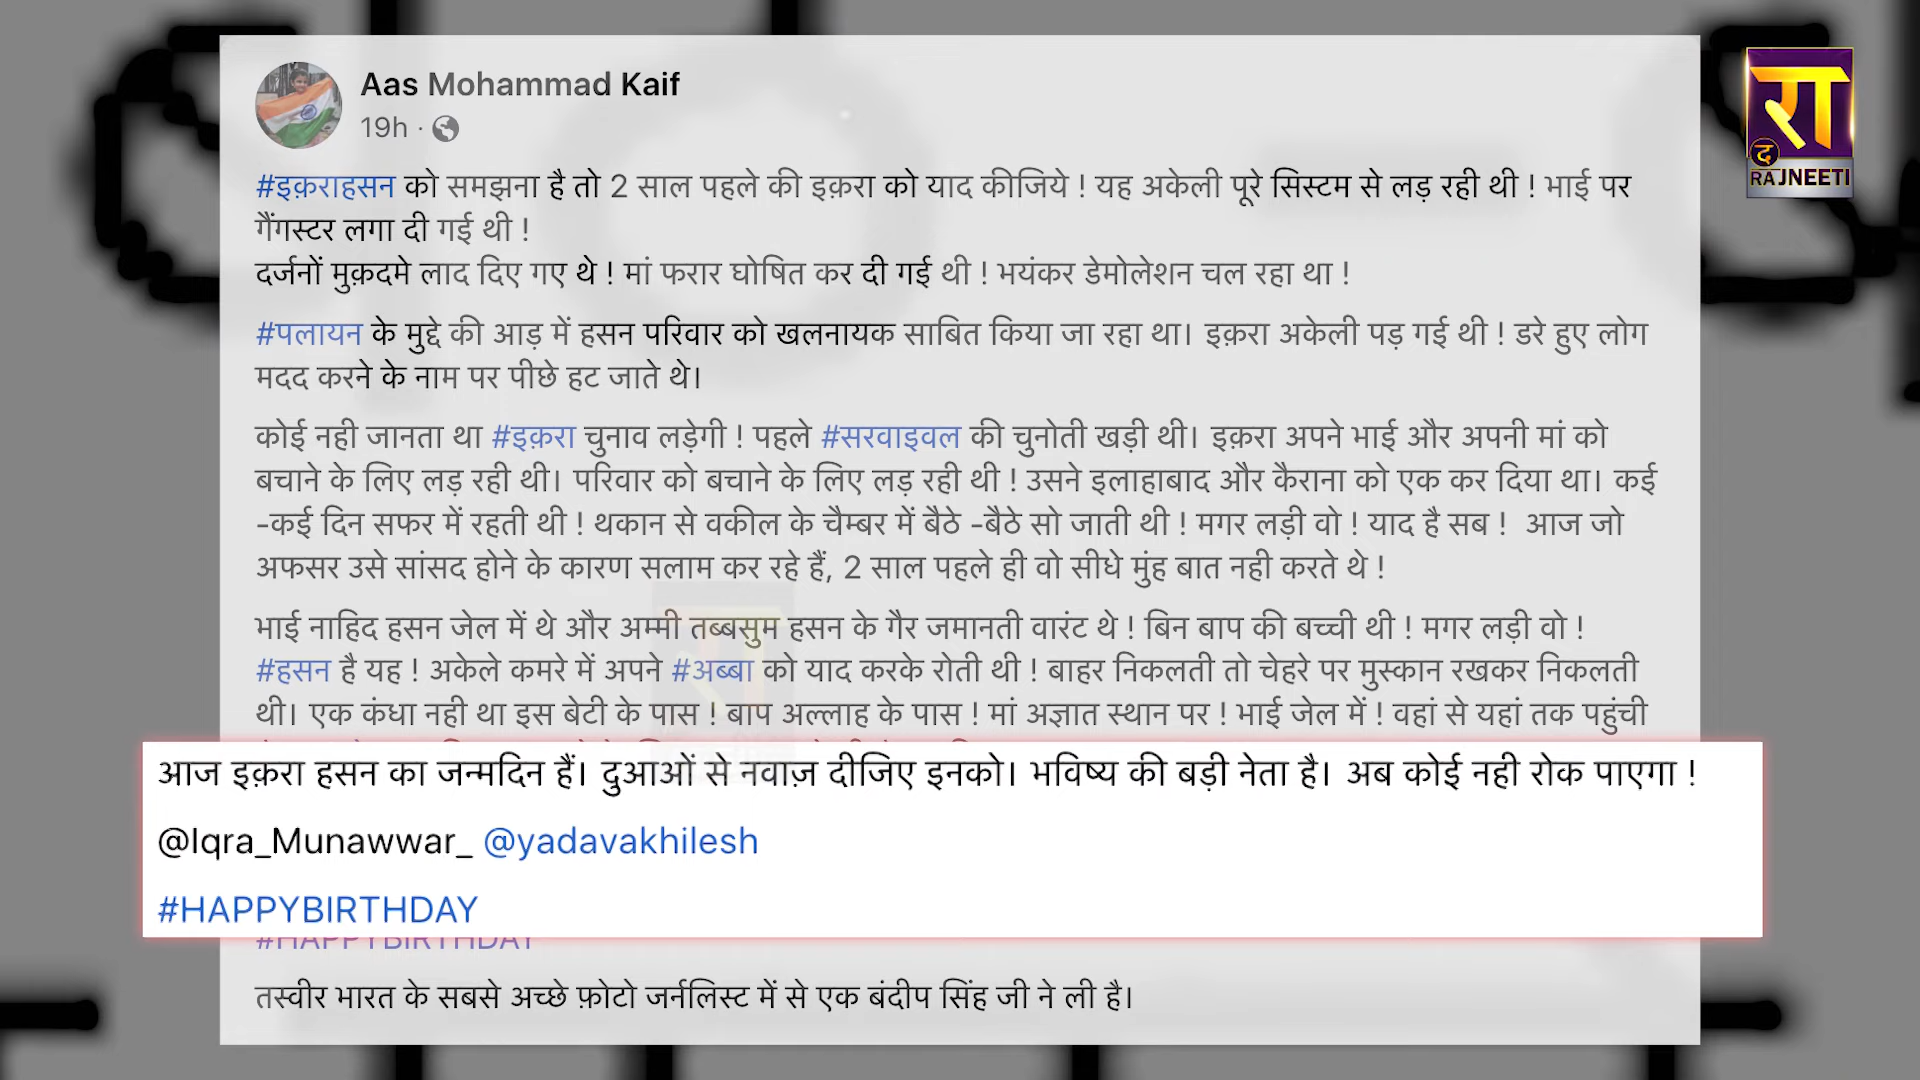 Aas Mohammad Kaif
19h ·
#इक़राहसन को समझना है तो 2 साल पहले की इक़रा को याद कीजिये ! यह अकेली पूरे सिस्टम से लड़ रही थी ! भाई पर
गैंगस्टर लगा दी गई थी !
दर्जनों मुक़दमे लाद दिए गए थे ! मां फरार घोषित कर दी गई थी ! भयंकर डेमोलेशन चल रहा था !
#पलायन के मुद्दे की आड़ में हसन परिवार को खलनायक साबित किया जा रहा था। इक़रा अकेली पड़ गई थी ! डरे हुए लोग
मदद करने के नाम पर पीछे हट जाते थे।
कोई नही जानता था #इक़रा चुनाव लड़ेगी ! पहले #सरवाइवल की चुनोती खड़ी थी। इक़रा अपने भाई और अपनी मां को
बचाने के लिए लड़ रही थी। परिवार को बचाने के लिए लड़ रही थी ! उसने इलाहाबाद और कैराना को एक कर दिया था। कई
-कई दिन सफर में रहती थी ! थकान से वकील के चैम्बर में बैठे -बैठे सो जाती थी ! मगर लड़ी वो ! याद है सब ! आज जो
अफसर उसे सांसद होने के कारण सलाम कर रहे हैं, 2 साल पहले ही वो सीधे मुंह बात नही करते थे !
भाई नाहिद हसन जेल में थे और अम्मी तब्बसुम हसन के गैर जमानती वारंट थे ! बिन बाप की बच्ची थी ! मगर लड़ी वो !
#हसन है यह ! अकेले कमरे में अपने #अब्बा को याद करके रोती थी ! बाहर निकलती तो चेहरे पर मुस्कान रखकर निकलती
थी। एक कंधा नही था इस बेटी के पास ! बाप अल्लाह के पास ! मां अज्ञात स्थान पर ! भाई जेल में ! वहां से यहां तक पहुंची
आज इक़रा हसन का जन्मदिन हैं। दुआओं से नवाज़ दीजिए इनको। भविष्य की बड़ी नेता है। अब कोई नही रोक पाएगा !
@Iqra_Munawwar_ @yadavakhilesh
#HAPPYBIRTHDAY
#HAPPYBIRTHDAY
तस्वीर भारत के सबसे अच्छे फ़ोटो जर्नलिस्ट में से एक बंदीप सिंह जी ने ली है।
रा
द
RAJNEETI